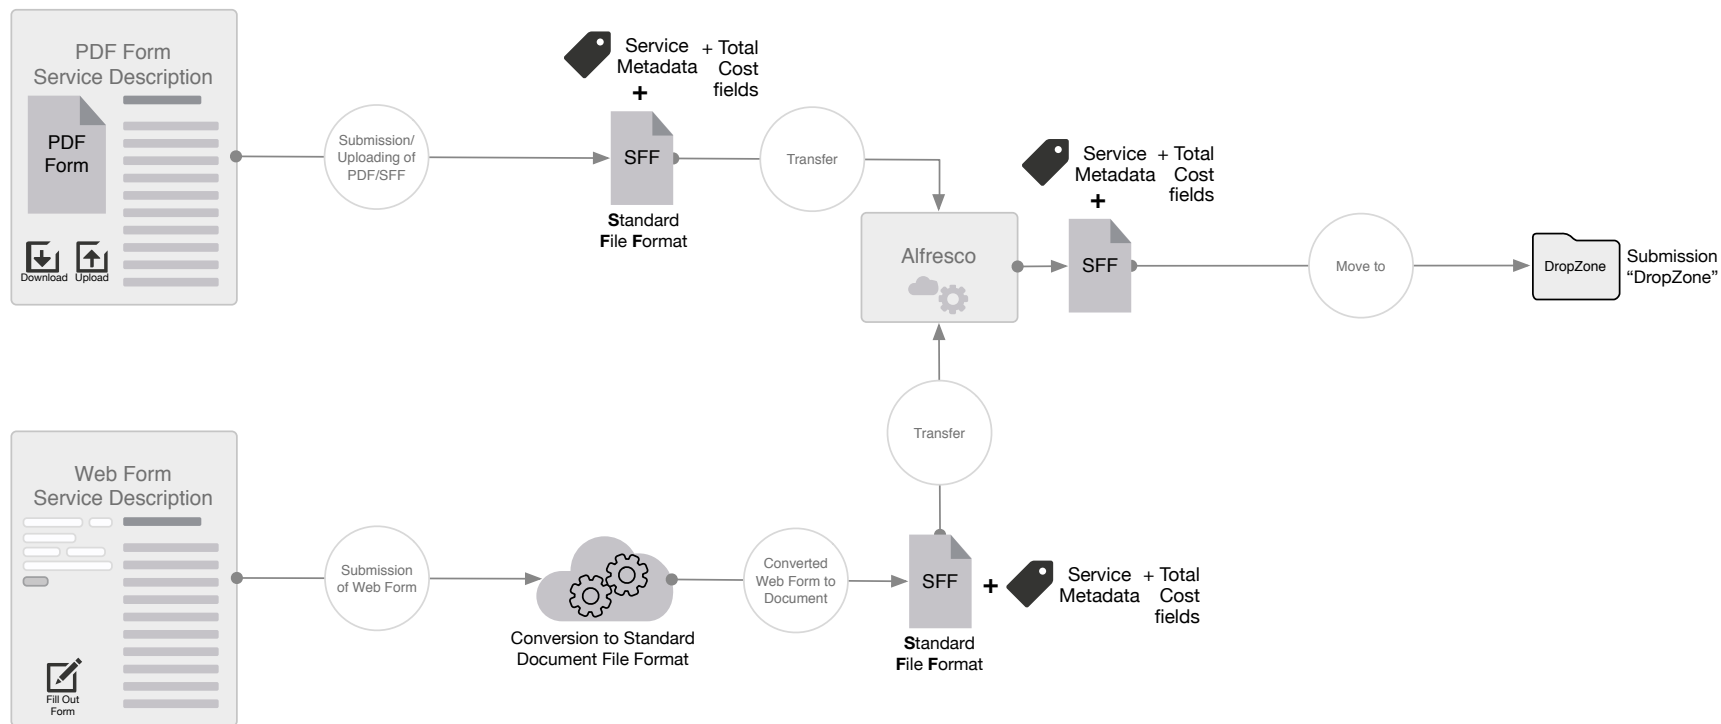 PDF Form
Service Description
PDF
Form
Download
Upload
Submission/
Uploading of
PDF/SFF
Service
Metadata
+ Total
Cost
fields
+
SFF
Standard
File Format
Transfer
Service
Metadata
+ Total
Cost
fields
+
SFF
Alfresco
Move to
DropZone
Submission
“DropZone”
Transfer
Web Form
Service Description
Fill Out
Form
Submission
of Web Form
Conversion to Standard
Document File Format
Converted
Web Form to
Document
SFF
Standard
File Format
+
Service
Metadata
+ Total
Cost
fields